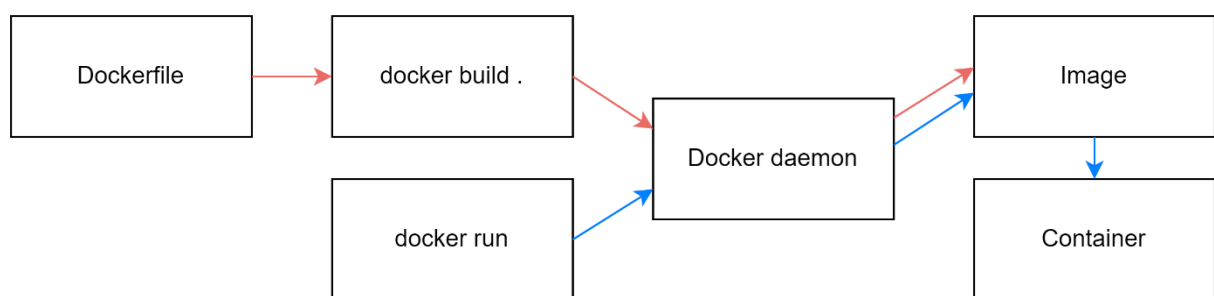 Dockerfile
docker build .
Docker daemon
Image
docker run
Container